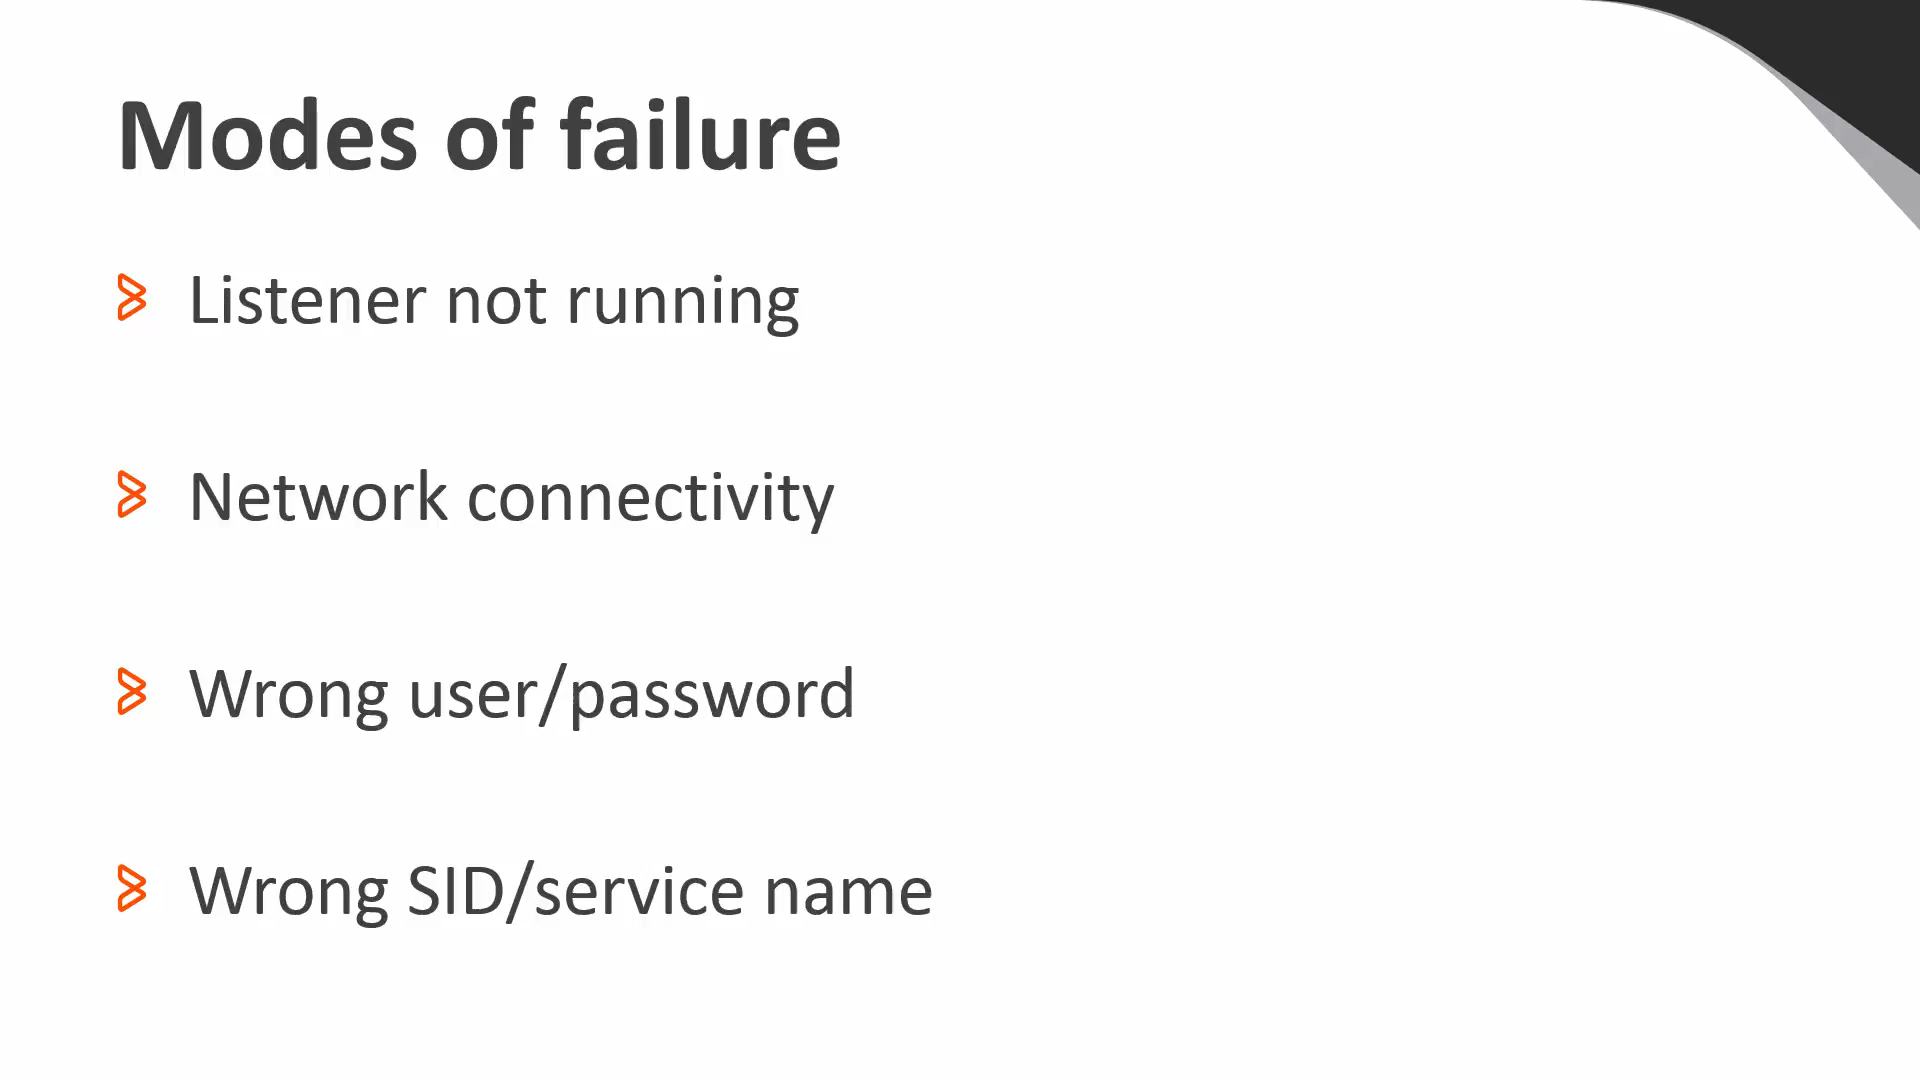 Modes of failure
Listener not running
Network connectivity
Wrong user/password
Wrong SID/service name